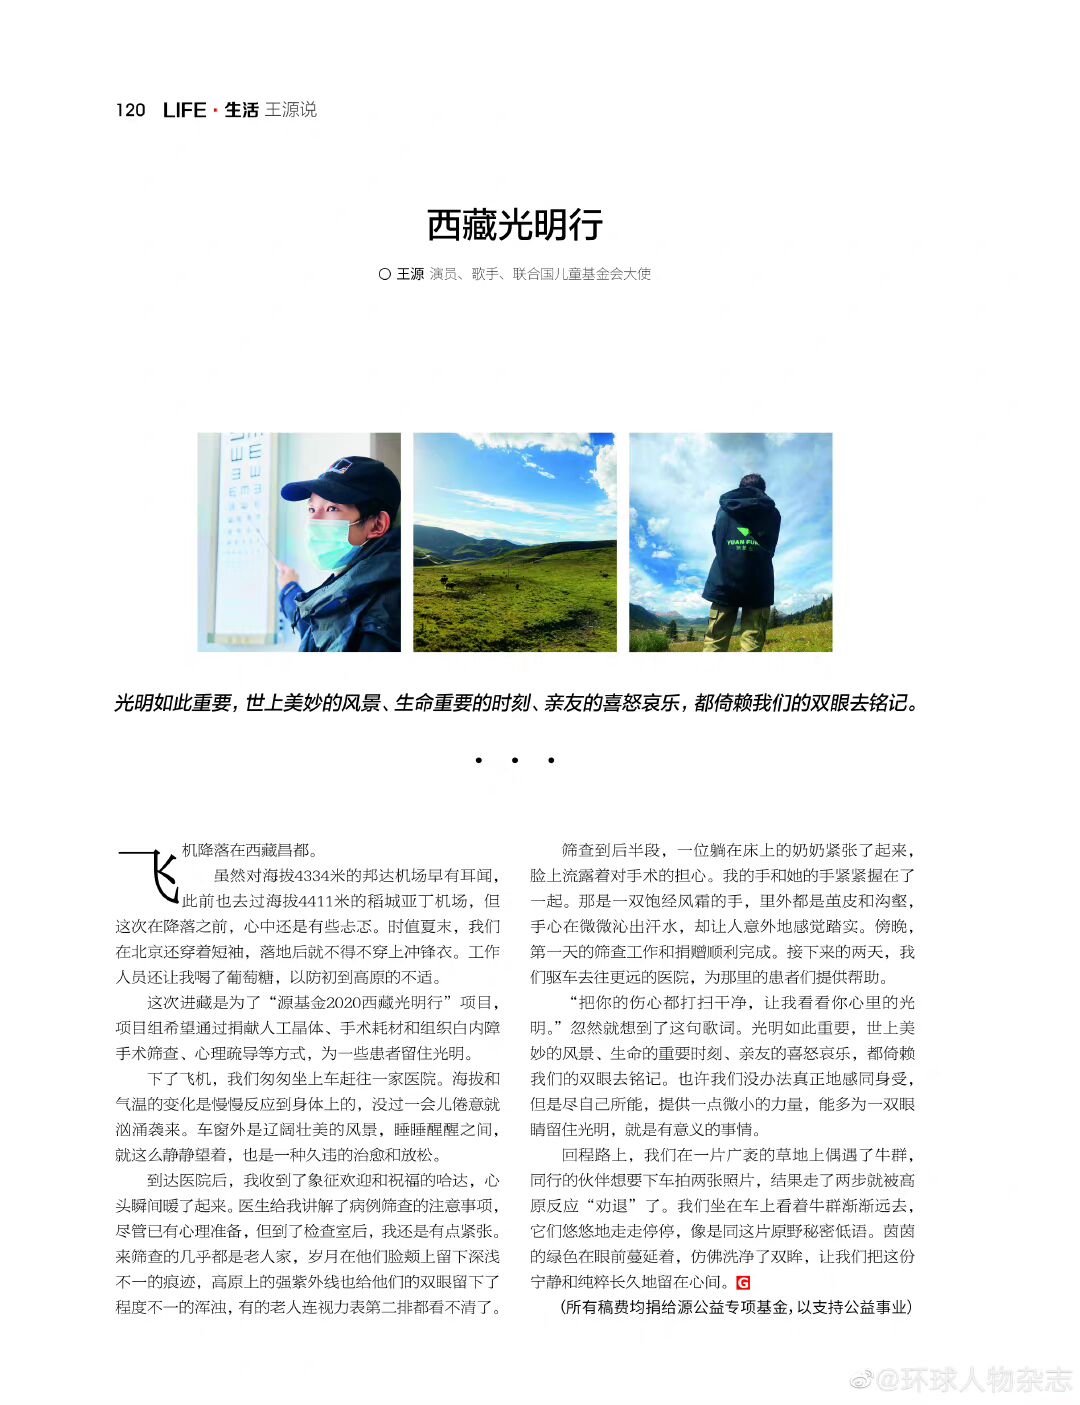 120 LIFE·生活 王源说
西藏光明行
○ 王源 演员、歌手、联合国儿童基金会大使
YUAN FUND
光明如此重要，世上美妙的风景、生命重要的时刻、亲友的喜怒哀乐，都倚赖我们的双眼去铭记。
• • •
飞机降落在西藏昌都。
虽然对海拔4334米的邦达机场早有耳闻，
此前也去过海拔4411米的稻城亚丁机场，但
这次在降落之前，心中还是有些忐忑。时值夏末，我们
在北京还穿着短袖，落地后就不得不穿上冲锋衣。工作
人员还让我喝了葡萄糖，以防初到高原的不适。
这次进藏是为了“源基金2020西藏光明行”项目，
项目组希望通过捐献人工晶体、手术耗材和组织白内障
手术筛查、心理疏导等方式，为一些患者留住光明。
下了飞机，我们匆匆坐上车赶往一家医院。海拔和
气温的变化是慢慢反应到身体上的，没过一会儿倦意就
汹涌袭来。车窗外是辽阔壮美的风景，睡睡醒醒之间，
就这么静静望着，也是一种久违的治愈和放松。
到达医院后，我收到了象征欢迎和祝福的哈达，心
头瞬间暖了起来。医生给我讲解了病例筛查的注意事项，
尽管已有心理准备，但到了检查室后，我还是有点紧张。
来筛查的几乎都是老人家，岁月在他们脸颊上留下深浅
不一的痕迹，高原上的强紫外线也给他们的双眼留下了
程度不一的浑浊，有的老人连视力表第二排都看不清了。
筛查到后半段，一位躺在床上的奶奶紧张了起来，
脸上流露着对手术的担心。我的手和她的手紧紧握在了
一起。那是一双饱经风霜的手，里外都是茧皮和沟壑，
手心在微微沁出汗水，却让人意外地感觉踏实。傍晚，
第一天的筛查工作和捐赠顺利完成。接下来的两天，我
们驱车去往更远的医院，为那里的患者们提供帮助。
“把你的伤心都打扫干净，让我看看你心里的光
明。”忽然就想到了这句歌词。光明如此重要，世上美
妙的风景、生命的重要时刻、亲友的喜怒哀乐，都倚赖
我们的双眼去铭记。也许我们没办法真正地感同身受，
但是尽自己所能，提供一点微小的力量，能多为一双眼
睛留住光明，就是有意义的事情。
回程路上，我们在一片广袤的草地上偶遇了牛群，
同行的伙伴想要下车拍两张照片，结果走了两步就被高
原反应“劝退”了。我们坐在车上看着牛群渐渐远去，
它们悠悠地走走停停，像是同这片原野秘密低语。茵茵
的绿色在眼前蔓延着，仿佛洗净了双眸，让我们把这份
宁静和纯粹长久地留在心间。G
（所有稿费均捐给源公益专项基金，以支持公益事业）
@环球人物杂志